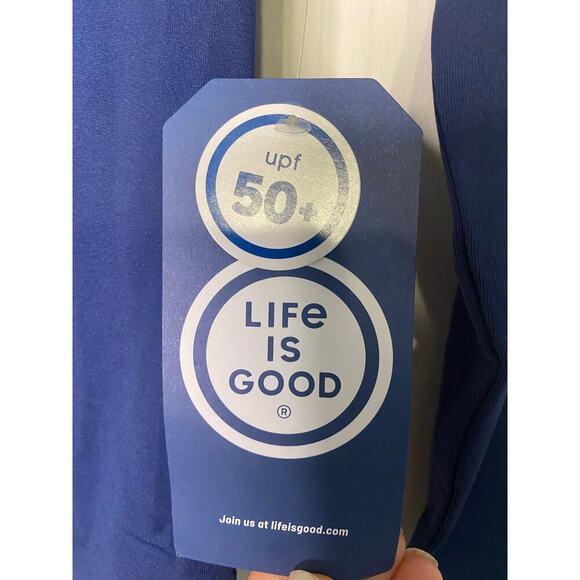 upf
50+
LIFe
IS
GOOD
®
Join us at lifeisgood.com